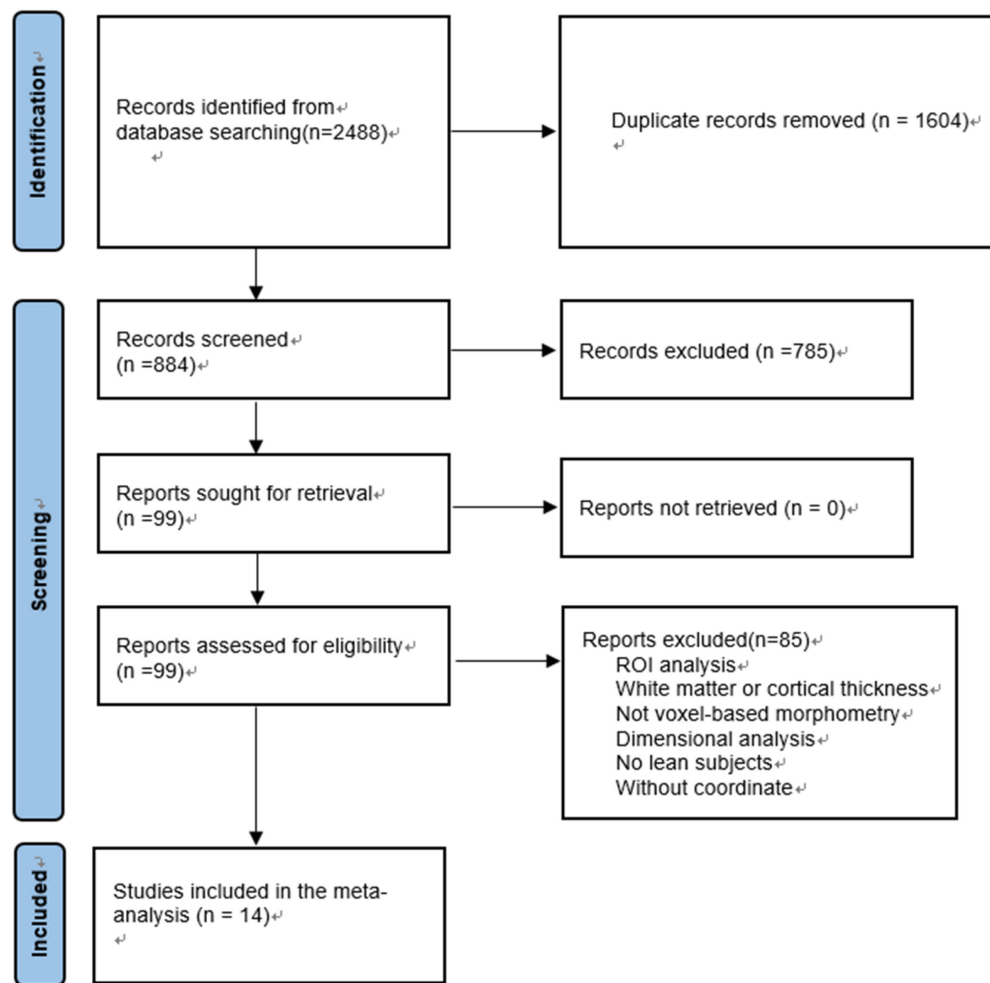 Identification↵
Records identified from↵
database searching(n=2488)↵
↵
Duplicate records removed (n = 1604)↵
↵
Screening↵
Records screened↵
(n =884)↵
Records excluded (n =785)↵
Reports sought for retrieval↵
(n =99)↵
Reports not retrieved (n = 0)↵
Reports assessed for eligibility↵
(n =99)↵
Reports excluded(n=85)↵
ROI analysis↵
White matter or cortical thickness↵
Not voxel-based morphometry↵
Dimensional analysis↵
No lean subjects↵
Without coordinate↵
Included↵
Studies included in the meta-
analysis (n = 14)↵
↵